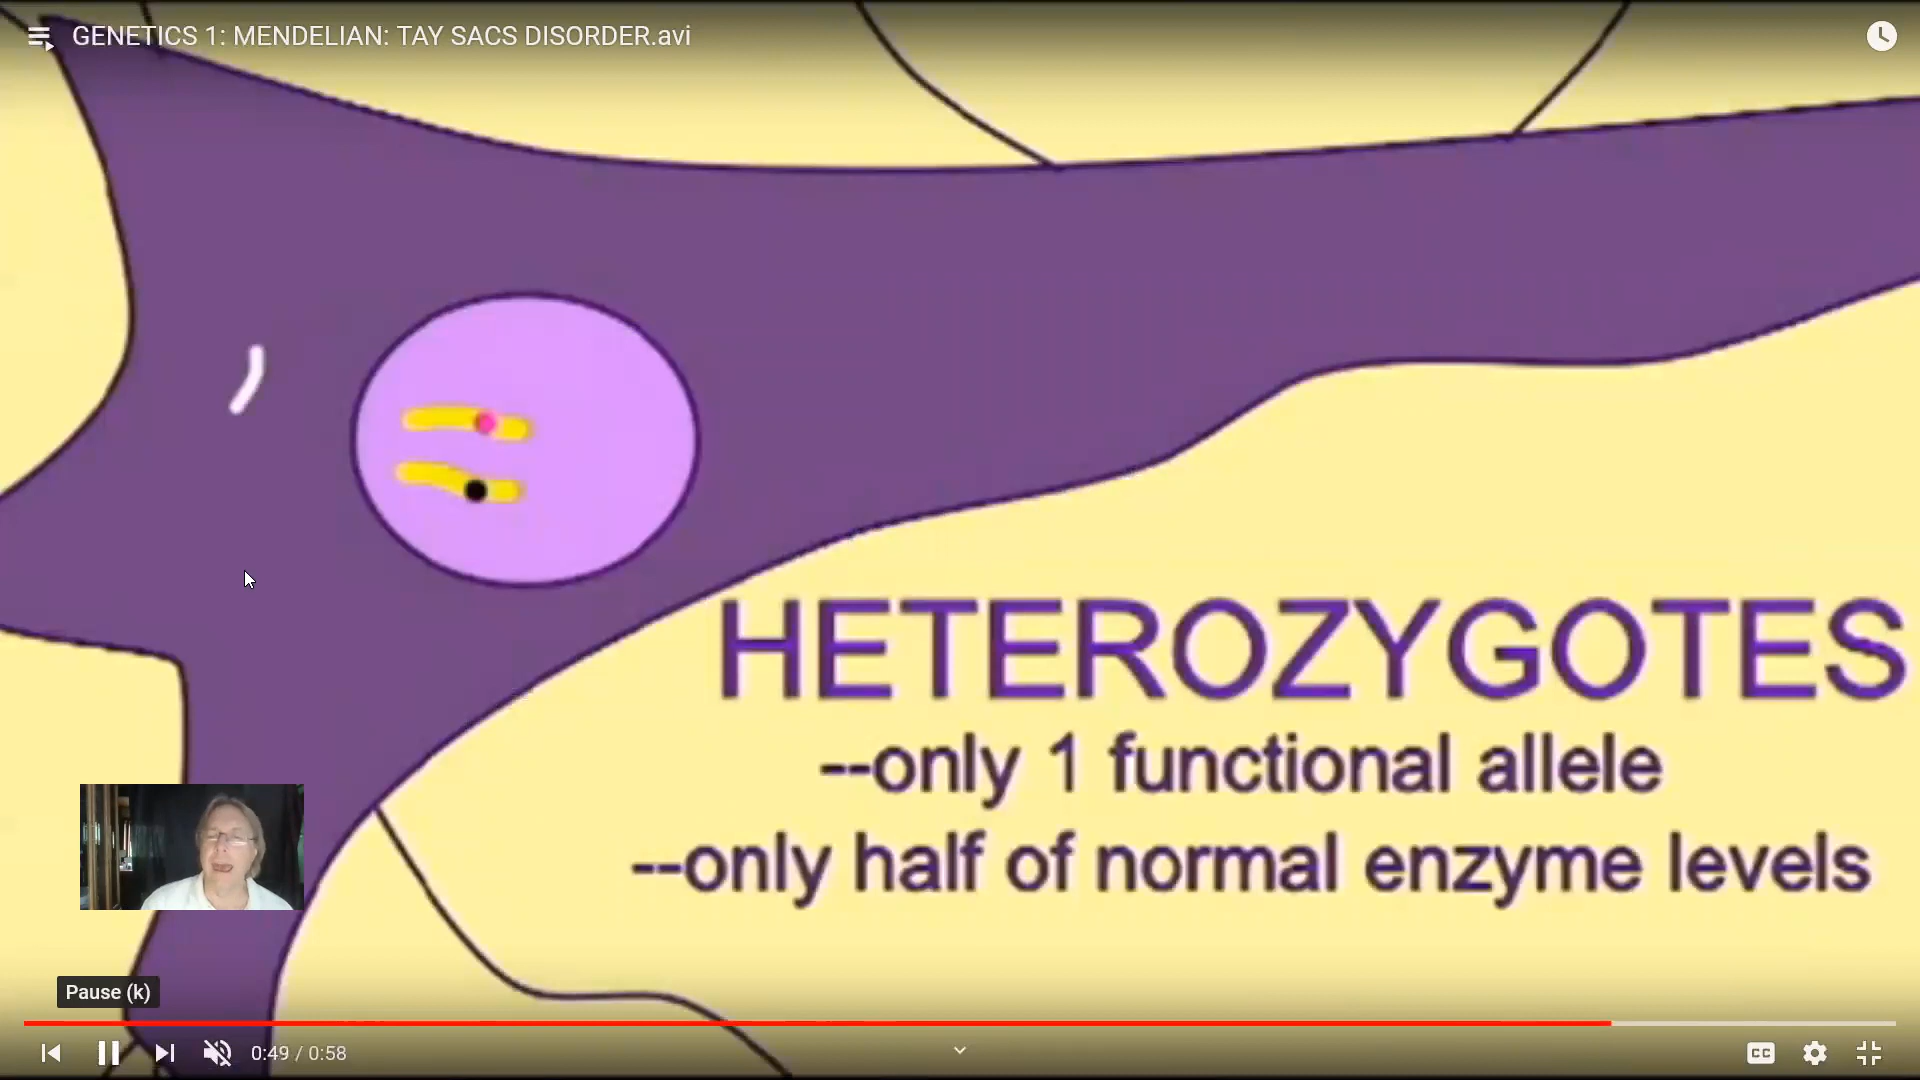 GENETICS 1: MENDELIAN: TAY SACS DISORDER.avi
HETEROZYGOTES
--only 1 functional allele
--only half of normal enzyme levels
Pause (k)
0:49 / 0:58
CC